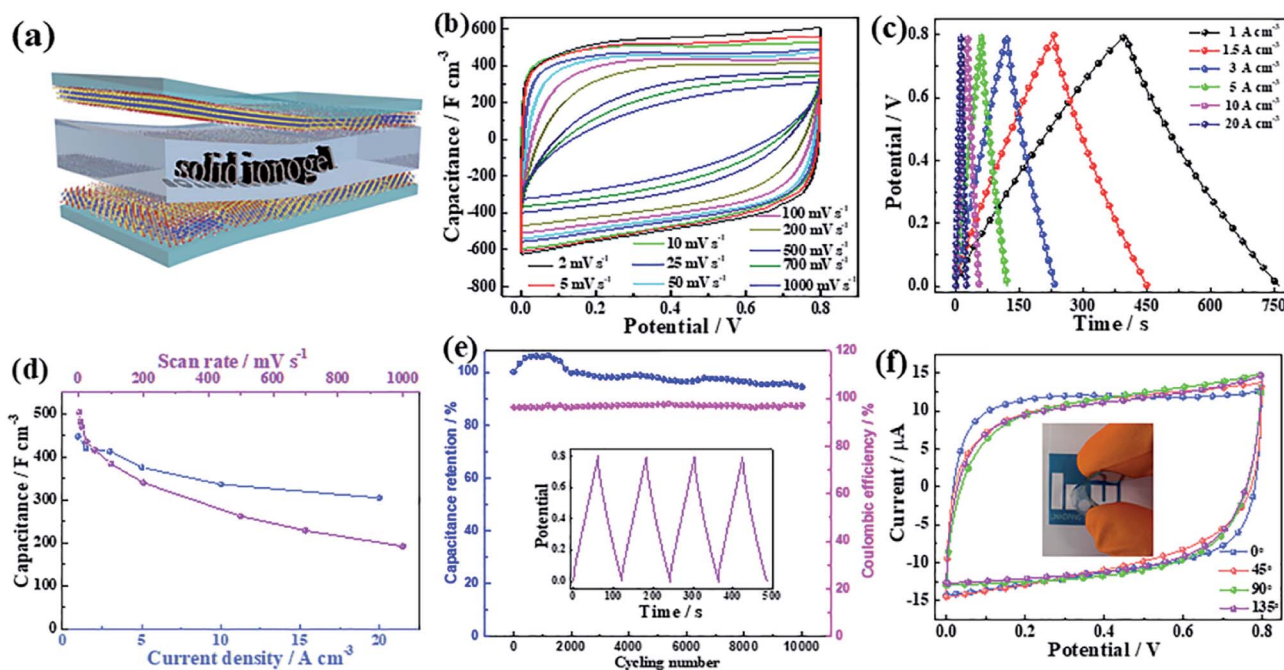 (a)
solid ionogel
(b)
Capacitance / F cm⁻³
600
400
200
0
-200
-400
-600
-800
0.0
0.2
0.4
0.6
0.8
Potential / V
2 mV s⁻¹
5 mV s⁻¹
10 mV s⁻¹
25 mV s⁻¹
50 mV s⁻¹
100 mV s⁻¹
200 mV s⁻¹
500 mV s⁻¹
700 mV s⁻¹
1000 mV s⁻¹
(c)
Potential / V
0.8
0.6
0.4
0.2
0.0
0
150
300
450
600
750
Time / s
1 A cm⁻³
1.5 A cm⁻³
3 A cm⁻³
5 A cm⁻³
10 A cm⁻³
20 A cm⁻³
(d)
Scan rate / mV s⁻¹
0
200
400
600
800
1000
Capacitance / F cm⁻³
500
400
300
200
100
0
0
5
10
15
20
Current density / A cm⁻³
(e)
Capacitance retention / %
100
80
60
40
20
0
Coulombic efficiency / %
120
100
80
60
40
20
0
0
2000
4000
6000
8000
10000
Cycling number
Potential
0.8
0.6
0.4
0.2
0.0
0
100
200
300
400
500
Time / s
(f)
Current / μA
15
10
5
0
-5
-10
-15
0.0
0.2
0.4
0.6
0.8
Potential / V
0°
45°
90°
135°